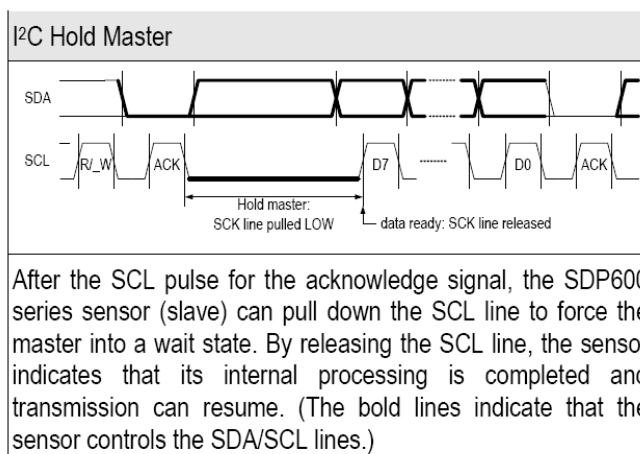 I²C Hold Master
SDA
SCL R/_W ACK D7 D0 ACK
Hold master:
SCK line pulled LOW
data ready: SCK line released
After the SCL pulse for the acknowledge signal, the SDP600
series sensor (slave) can pull down the SCL line to force the
master into a wait state. By releasing the SCL line, the senso
indicates that its internal processing is completed and
transmission can resume. (The bold lines indicate that the
sensor controls the SDA/SCL lines.)